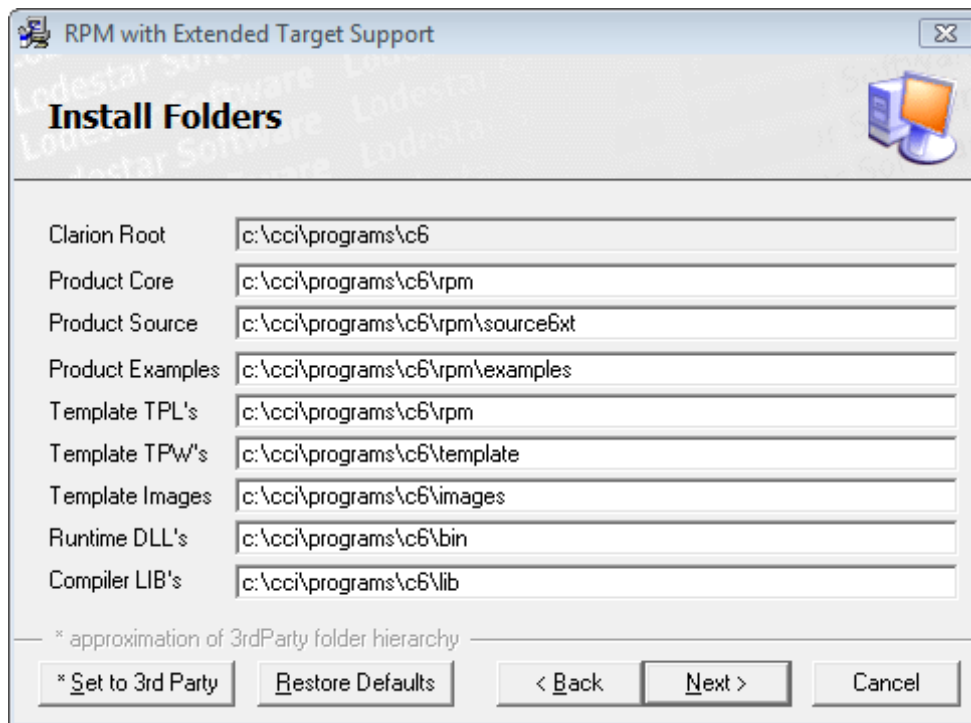 RPM with Extended Target Support
Lodestar Software
Install Folders
Clarion Root c:\cci\programs\c6
Product Core c:\cci\programs\c6\rpm
Product Source c:\cci\programs\c6\rpm\source6xt
Product Examples c:\cci\programs\c6\rpm\examples
Template TPL's c:\cci\programs\c6\rpm
Template TPW's c:\cci\programs\c6\template
Template Images c:\cci\programs\c6\images
Runtime DLL's c:\cci\programs\c6\bin
Compiler LIB's c:\cci\programs\c6\lib
* approximation of 3rdParty folder hierarchy
* Set to 3rd Party Restore Defaults < Back Next > Cancel